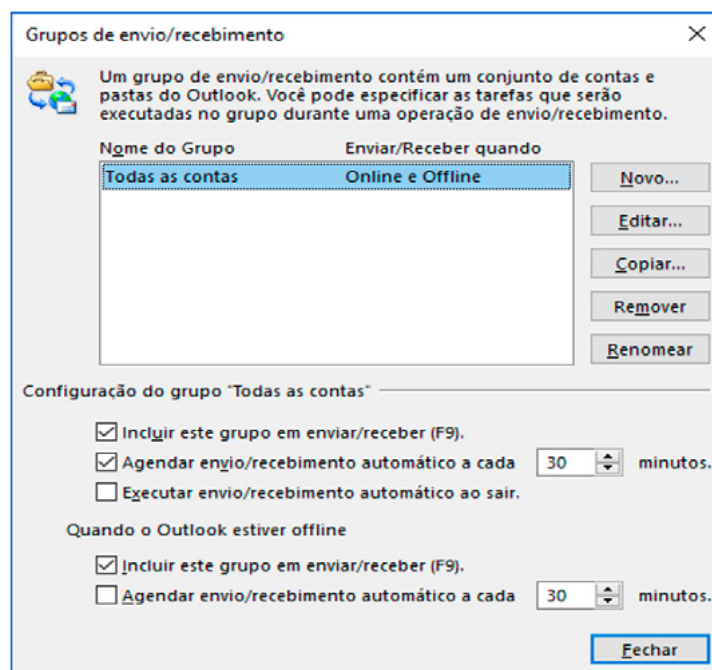 Grupos de envio/recebimento
Um grupo de envio/recebimento contém um conjunto de contas e
pastas do Outlook. Você pode especificar as tarefas que serão
executadas no grupo durante uma operação de envio/recebimento.
Nome do Grupo Enviar/Receber quando
Todas as contas Online e Offline
Novo...
Editar...
Copiar...
Remover
Renomear
Configuração do grupo "Todas as contas"
Incluir este grupo em enviar/receber (F9).
Agendar envio/recebimento automático a cada 30 minutos.
Executar envio/recebimento automático ao sair.
Quando o Outlook estiver offline
Incluir este grupo em enviar/receber (F9).
Agendar envio/recebimento automático a cada 30 minutos.
Fechar